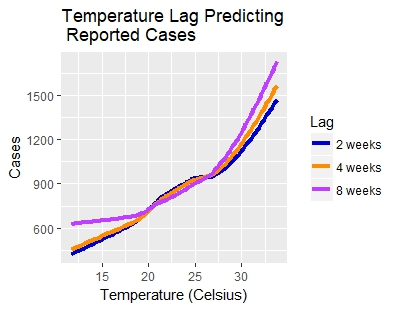 Temperature Lag Predicting
Reported Cases
1500
1200
900
600
Cases
15 20 25 30
Temperature (Celsius)
Lag
2 weeks
4 weeks
8 weeks